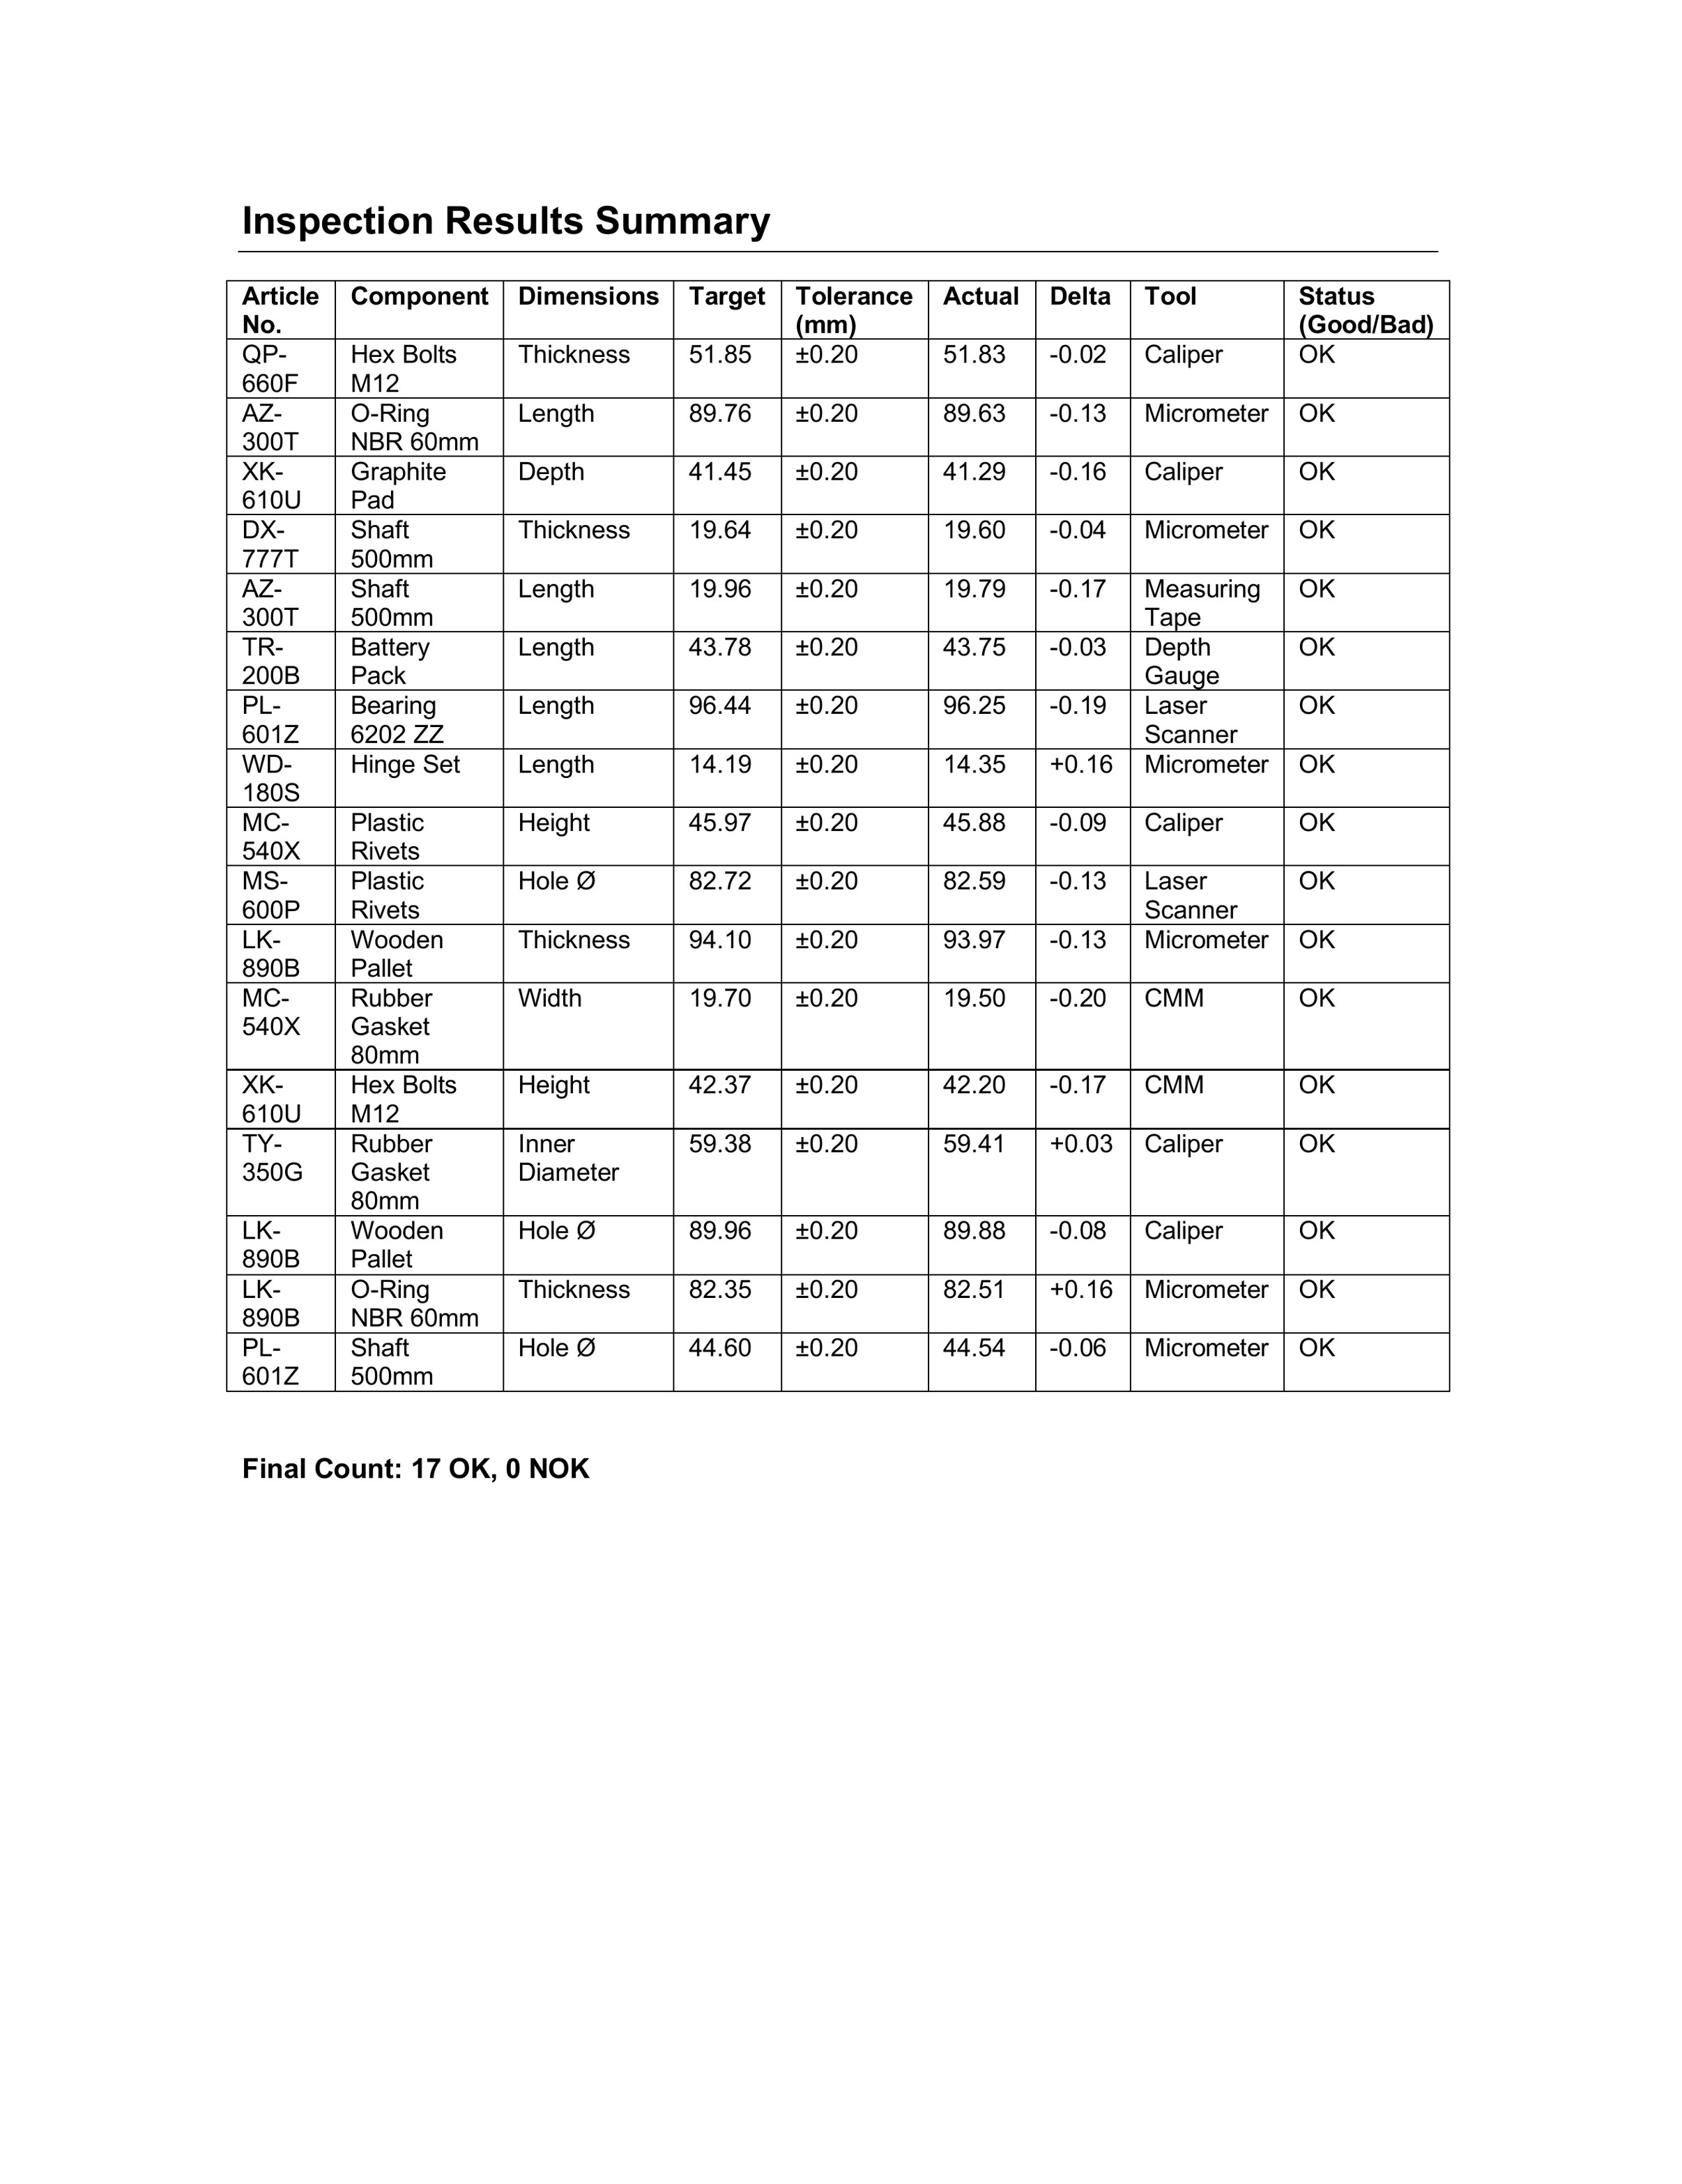 Inspection Results Summary
Article No. Component Dimensions Target Tolerance (mm) Actual Delta Tool Status (Good/Bad)
QP-660F Hex Bolts M12 Thickness 51.85 ±0.20 51.83 -0.02 Caliper OK
AZ-300T O-Ring NBR 60mm Length 89.76 ±0.20 89.63 -0.13 Micrometer OK
XK-610U Graphite Pad Depth 41.45 ±0.20 41.29 -0.16 Caliper OK
DX-777T Shaft 500mm Thickness 19.64 ±0.20 19.60 -0.04 Micrometer OK
AZ-300T Shaft 500mm Length 19.96 ±0.20 19.79 -0.17 Measuring Tape OK
TR-200B Battery Pack Length 43.78 ±0.20 43.75 -0.03 Depth Gauge OK
PL-601Z Bearing 6202 ZZ Length 96.44 ±0.20 96.25 -0.19 Laser Scanner OK
WD-180S Hinge Set Length 14.19 ±0.20 14.35 +0.16 Micrometer OK
MC-540X Plastic Rivets Height 45.97 ±0.20 45.88 -0.09 Caliper OK
MS-600P Plastic Rivets Hole Ø 82.72 ±0.20 82.59 -0.13 Laser Scanner OK
LK-890B Wooden Pallet Thickness 94.10 ±0.20 93.97 -0.13 Micrometer OK
MC-540X Rubber Gasket 80mm Width 19.70 ±0.20 19.50 -0.20 CMM OK
XK-610U Hex Bolts M12 Height 42.37 ±0.20 42.20 -0.17 CMM OK
TY-350G Rubber Gasket 80mm Inner Diameter 59.38 ±0.20 59.41 +0.03 Caliper OK
LK-890B Wooden Pallet Hole Ø 89.96 ±0.20 89.88 -0.08 Caliper OK
LK-890B O-Ring NBR 60mm Thickness 82.35 ±0.20 82.51 +0.16 Micrometer OK
PL-601Z Shaft 500mm Hole Ø 44.60 ±0.20 44.54 -0.06 Micrometer OK
Final Count: 17 OK, 0 NOK